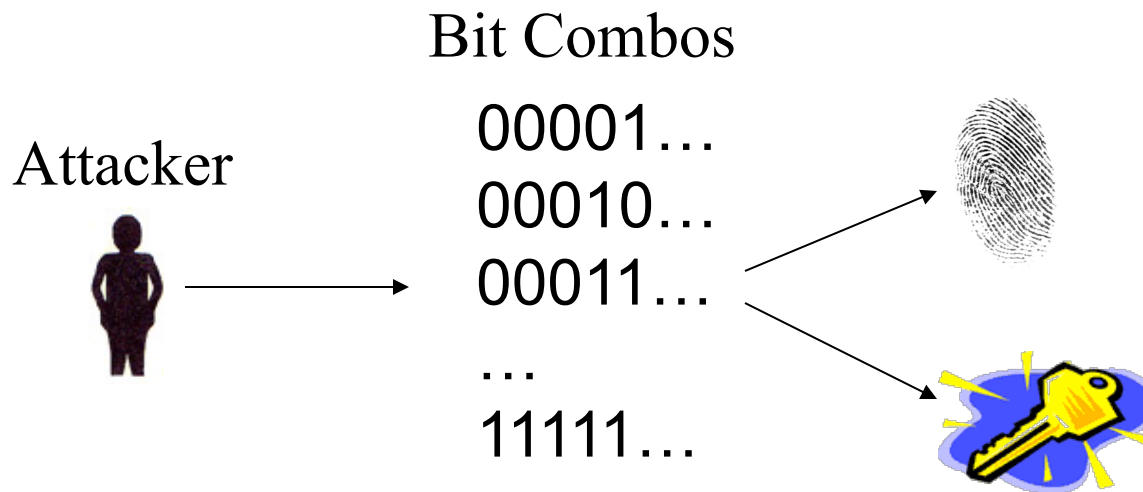 Bit Combos
Attacker
00001…
00010…
00011…
…
11111…